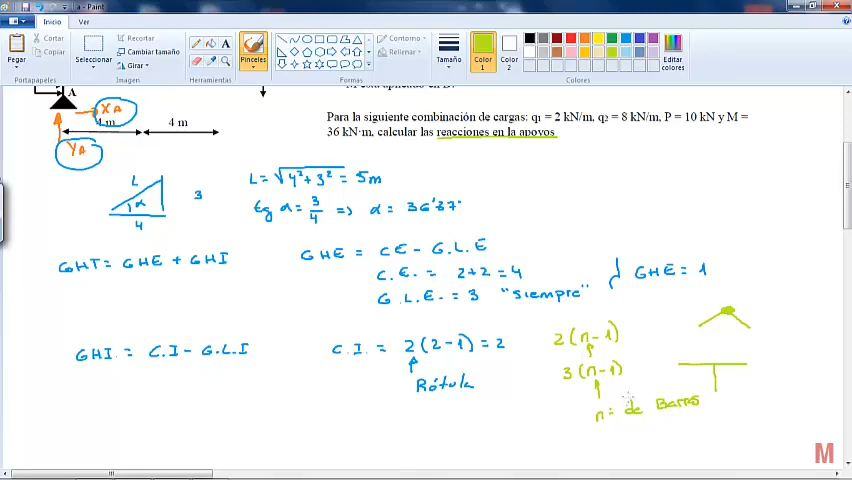 a - Paint
Inicio
Ver
Pegar
Cortar
Copiar
Portapapeles
Seleccionar
Recortar
Cambiar tamaño
Girar
Imagen
Herramientas
Pinceles
Contorno
Rellenar
Formas
Tamaño
Color 1
Color 2
Editar colores
Colores
A
XA
4 m
4 m
YA
Para la siguiente combinación de cargas: q1 = 2 kN/m, q2 = 8 kN/m, P = 10 kN y M =
36 kN·m, calcular las reacciones en la apoyos
L
α
3
4
L = √4²+3² = 5m
tg α = 3/4 => α = 36'87°
GHT = GHE + GHI
GHE = CE - G.L.E
C.E. = 2+2 = 4
G.L.E. = 3 "siempre"
GHE = 1
GHI = C.I - G.L.I
C.I. = 2(2-1) = 2
Rótula
2(n-1)
3(n-1)
n = de Barras
M